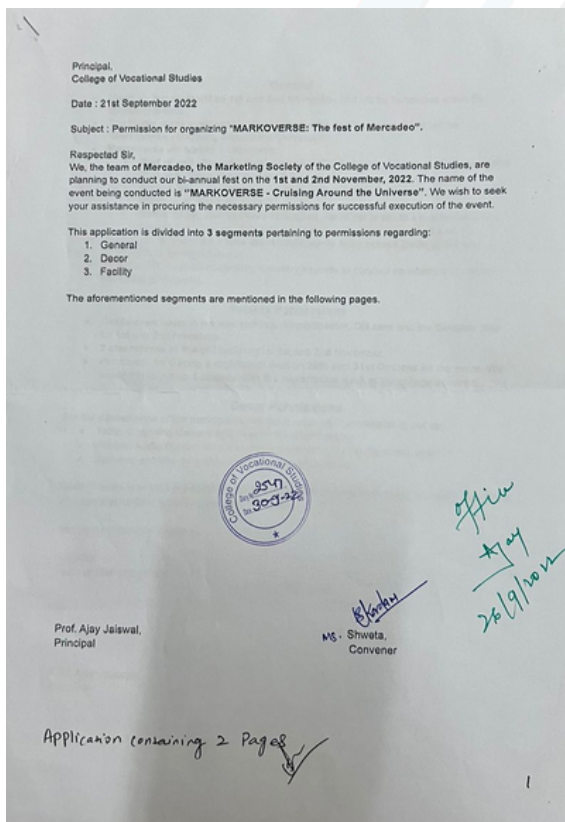 Principal,
College of Vocational Studies
Date : 21st September 2022
Subject : Permission for organizing "MARKOVERSE: The fest of Mercadeo".
Respected Sir,
We, the team of Mercadeo, the Marketing Society of the College of Vocational Studies, are
planning to conduct our bi-annual fest on the 1st and 2nd November, 2022. The name of the
event being conducted is "MARKOVERSE - Cruising Around the Universe". We wish to seek
your assistance in procuring the necessary permissions for successful execution of the event.
This application is divided into 3 segments pertaining to permissions regarding:
1. General
2. Decor
3. Facility
The aforementioned segments are mentioned in the following pages.
College of Vocational Studies
30-9-22
Office
Ajay
26/9/2022
Prof. Ajay Jaiswal,
Principal
Ms. Shweta,
Convener
Application containing 2 Pages
1